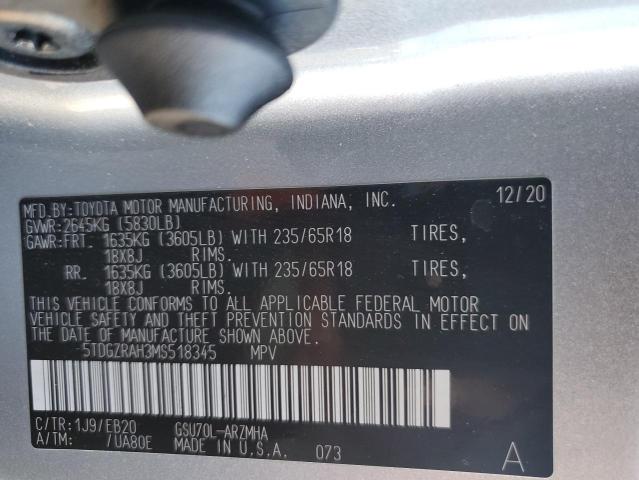 MFD.BY:TOYOTA MOTOR MANUFACTURING, INDIANA, INC. 12/20
GVWR:2645KG (5830LB)
GAWR:FRT. 1635KG (3605LB) WITH 235/65R18 TIRES,
18X8J RIMS.
RR. 1635KG (3605LB) WITH 235/65R18 TIRES,
18X8J RIMS.
THIS VEHICLE CONFORMS TO ALL APPLICABLE FEDERAL MOTOR
VEHICLE SAFETY AND THEFT PREVENTION STANDARDS IN EFFECT ON
THE DATE OF MANUFACTURE SHOWN ABOVE.
5TDGZRAH3MS518345 MPV
C/TR:1J9/EB20 GSU70L-ARZMHA
A/TM: /UA80E MADE IN U.S.A. 073 A